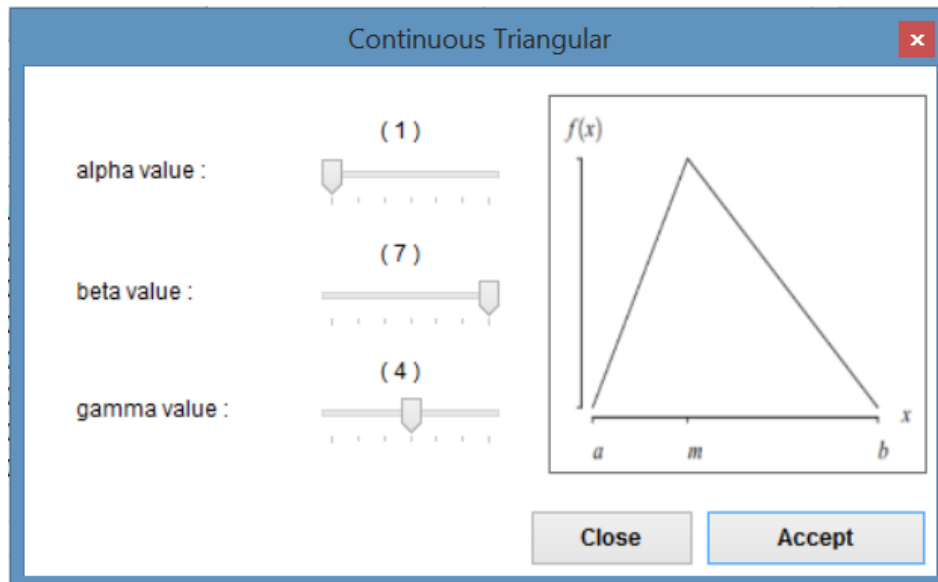 Continuous Triangular
x
( 1 )
alpha value :
( 7 )
beta value :
( 4 )
gamma value :
f(x)
x
a m b
Close Accept